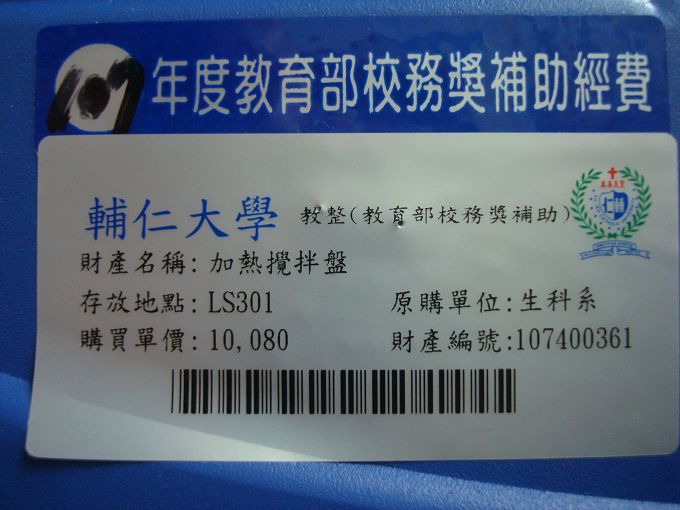 年度教育部校務獎補助經費
輔仁大學 教整(教育部校務獎補助)
財產名稱: 加熱攪拌盤
存放地點: LS301 原購單位: 生科系
購買單價: 10,080 財產編號:107400361